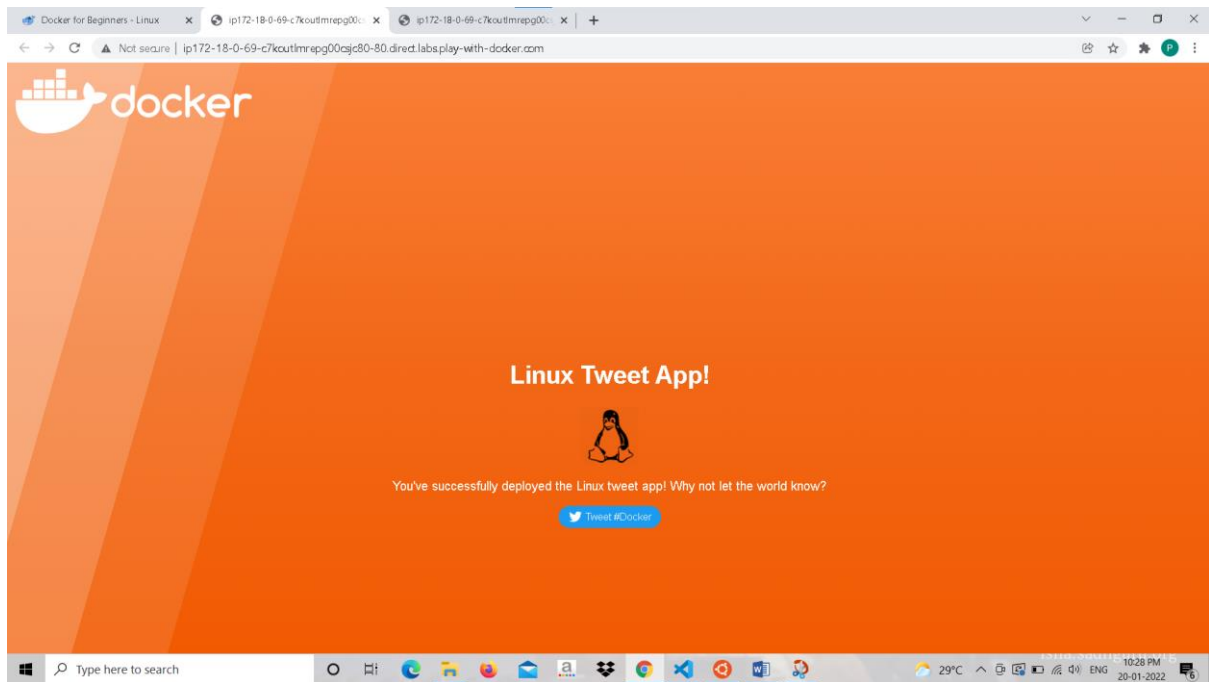 Docker for Beginners - Linux
ip172-18-0-69-c7koutlmrepg00c
ip172-18-0-69-c7koutlmrepg00c
Not secure | ip172-18-0-69-c7koutlmrepg00csjc80-80.direct.labs.play-with-docker.com
P
docker
Linux Tweet App!
You've successfully deployed the Linux tweet app! Why not let the world know?
Tweet #Docker
Type here to search
29°C
ENG
10:28 PM
20-01-2022
6